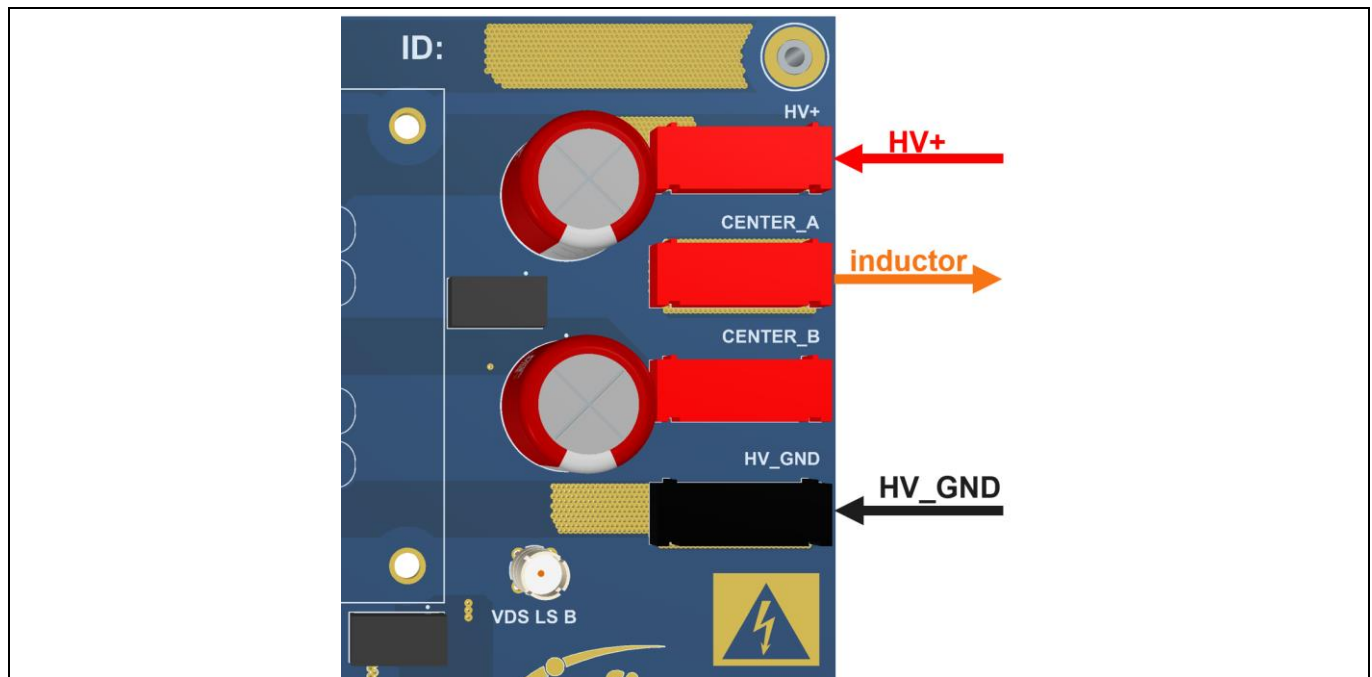 ID:
HV+
HV+
CENTER_A
inductor
CENTER_B
HV_GND
HV_GND
VDS LS B